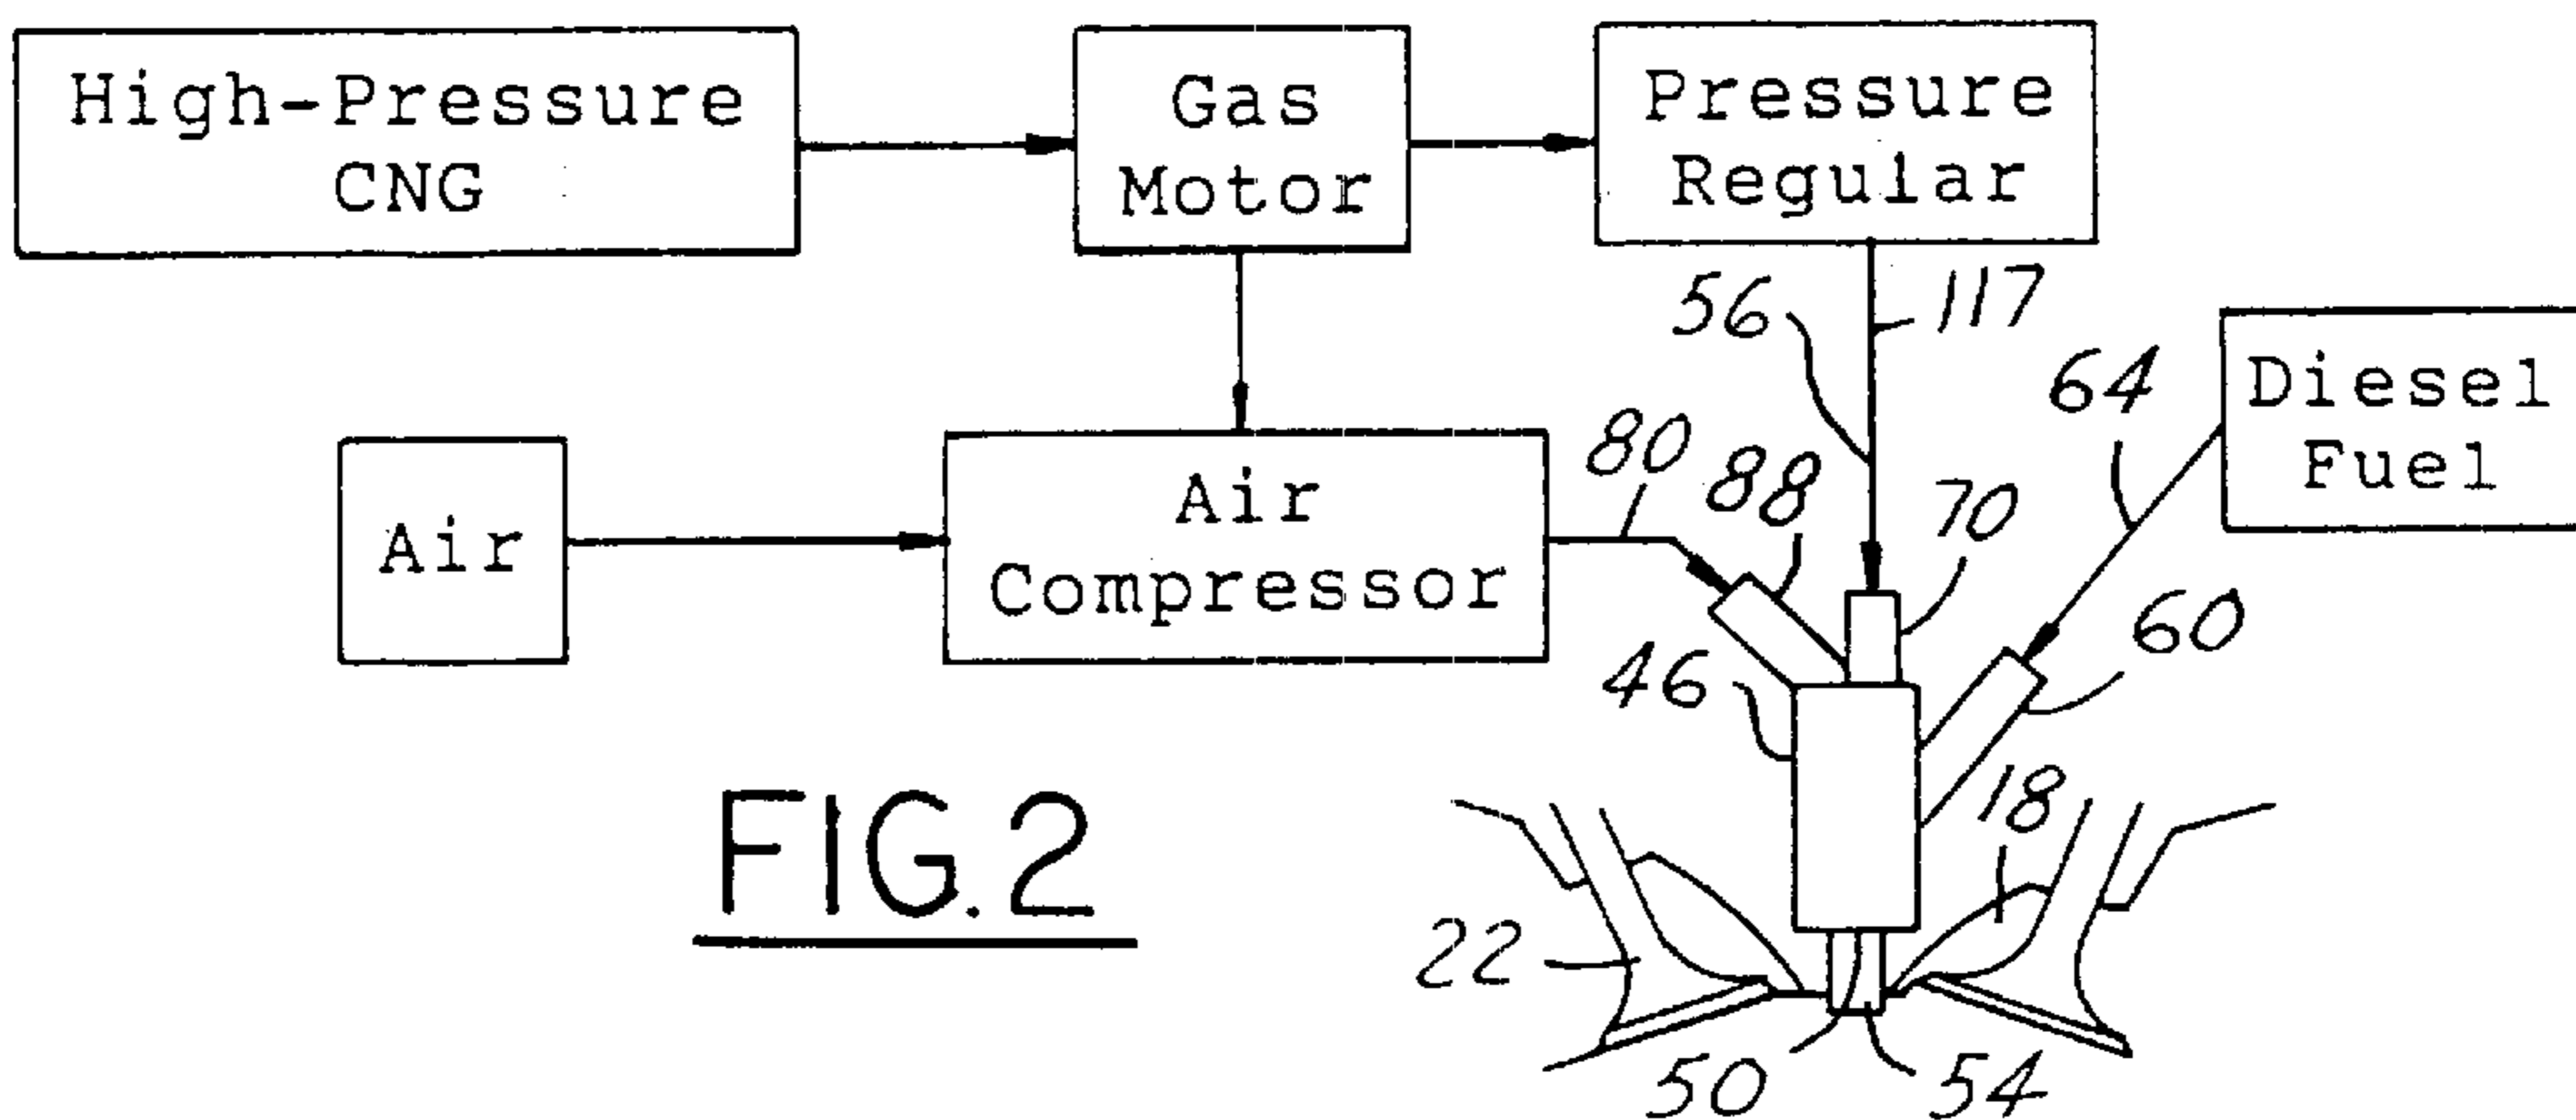 High-Pressure
CNG
Gas
Motor
Pressure
Regular
56
117
Diesel
Fuel
64
Air
Air
Compressor
80
88
70
60
46
18
FIG.2
22
50
54